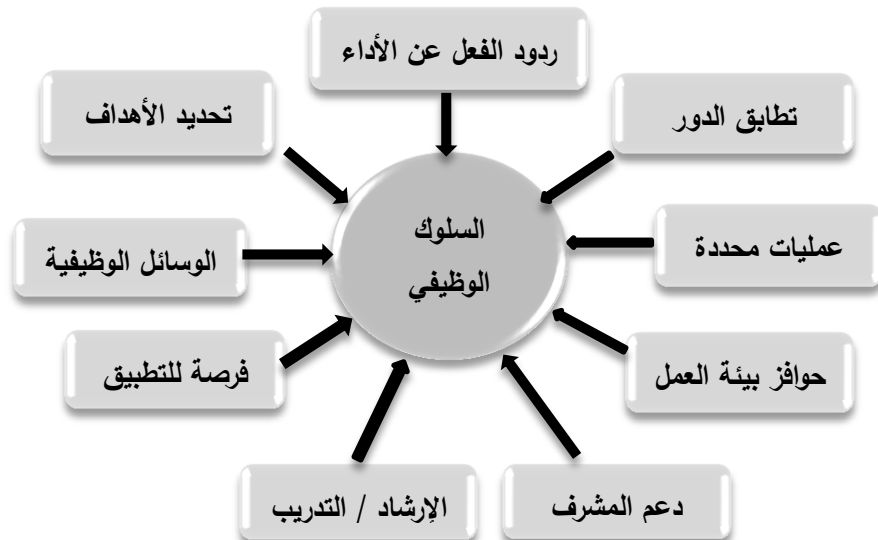 ردود الفعل عن الأداء
تطابق الدور
تحديد الأهداف
عمليات محددة
السلوك
الوظيفي
الوسائل الوظيفية
حوافز بيئة العمل
فرصة للتطبيق
دعم المشرف
الإرشاد / التدريب